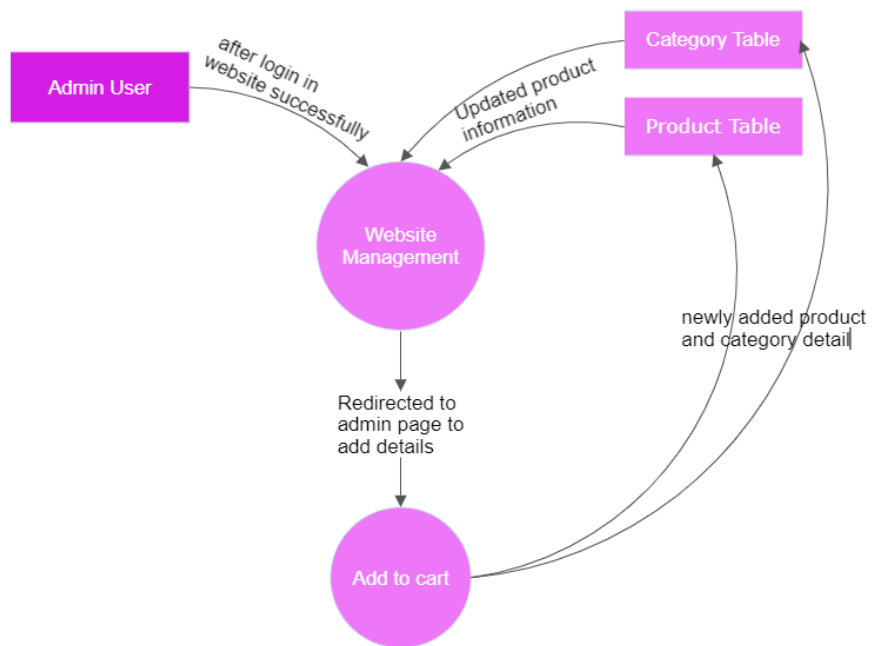 Admin User
after login in
website successfully
Category Table
Updated product
information
Product Table
Website
Management
newly added product
and category detail
Redirected to
admin page to
add details
Add to cart